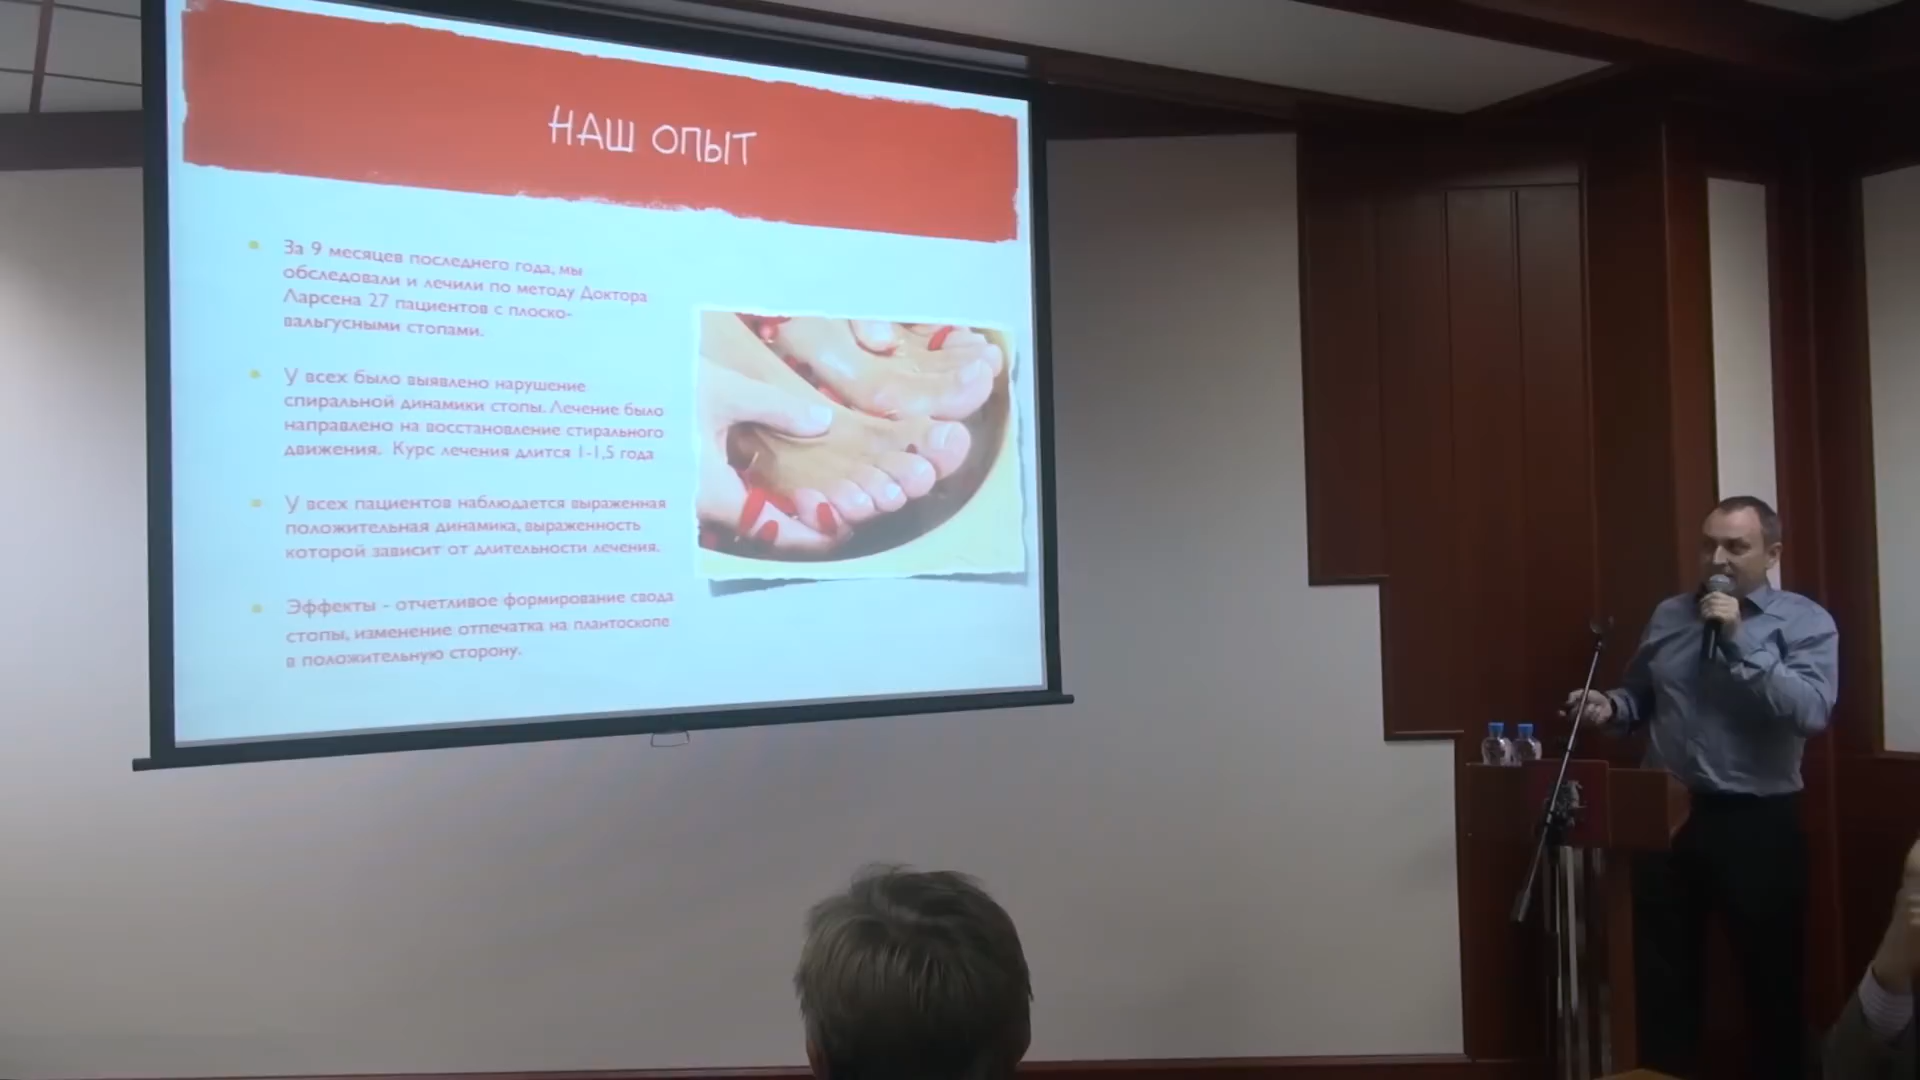 НАШ ОПЫТ
За 9 месяцев последнего года, мы
обследовали и лечили по методу Доктора
Ларсена 27 пациентов с плоско-
вальгусными стопами.
У всех было выявлено нарушение
спиральной динамики стопы. Лечение было
направлено на восстановление стирального
движения. Курс лечения длится 1-1,5 года
У всех пациентов наблюдается выраженная
положительная динамика, выраженность
которой зависит от длительности лечения.
Эффекты - отчетливое формирование свода
стопы, изменение отпечатка на плантоскопе
в положительную сторону.